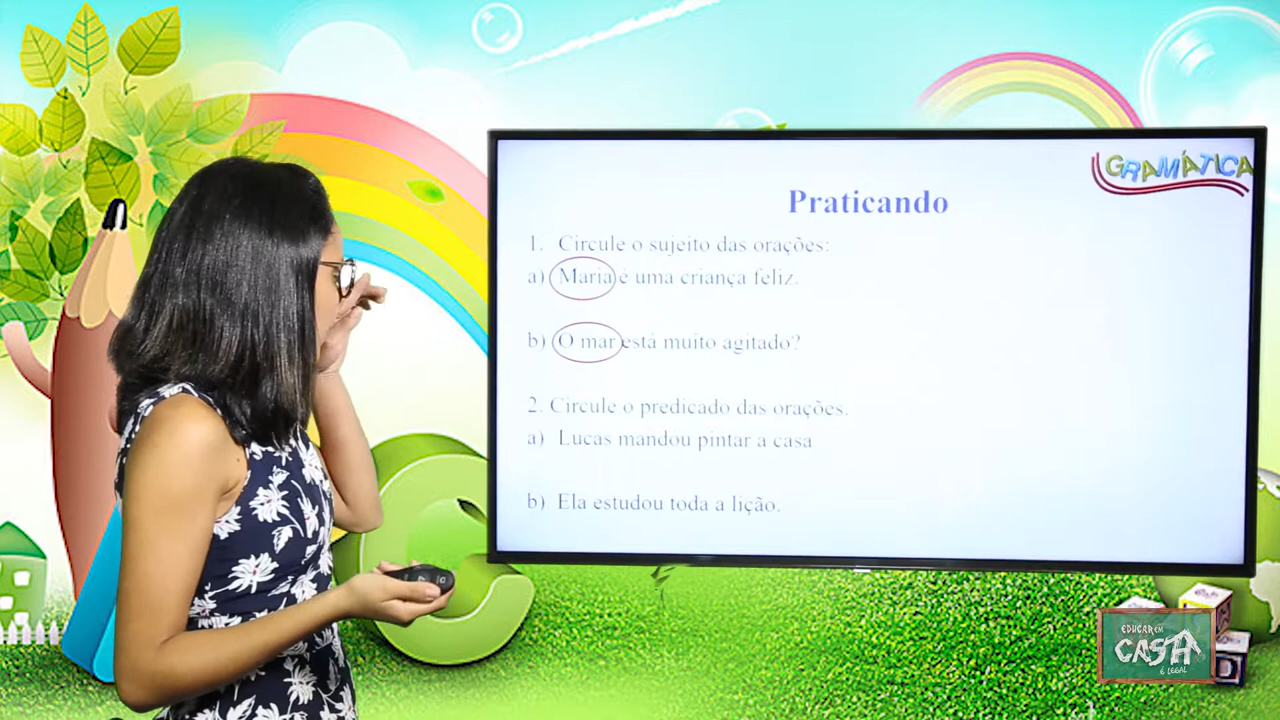 GRAMÁTICA
Praticando
1. Circule o sujeito das orações:
a) Maria é uma criança feliz.
b) O mar está muito agitado?
2. Circule o predicado das orações.
a) Lucas mandou pintar a casa
b) Ela estudou toda a lição.
EDUCAR EM
CASA
É LEGAL